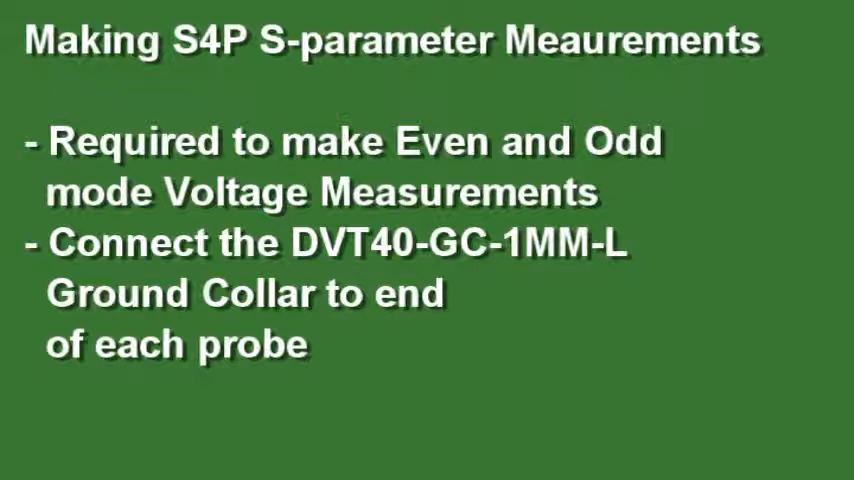 Making S4P S-parameter Meaurements
- Required to make Even and Odd
mode Voltage Measurements
- Connect the DVT40-GC-1MM-L
Ground Collar to end
of each probe